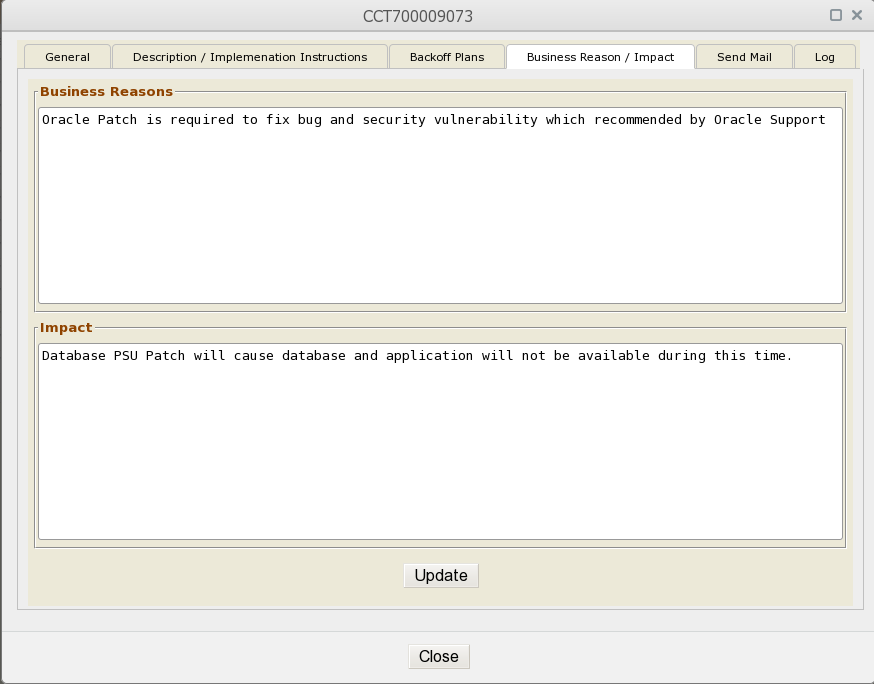 CCT700009073
General
Description / Implemenation Instructions
Backoff Plans
Business Reason / Impact
Send Mail
Log
Business Reasons
Oracle Patch is required to fix bug and security vulnerability which recommended by Oracle Support
Impact
Database PSU Patch will cause database and application will not be available during this time.
Update
Close